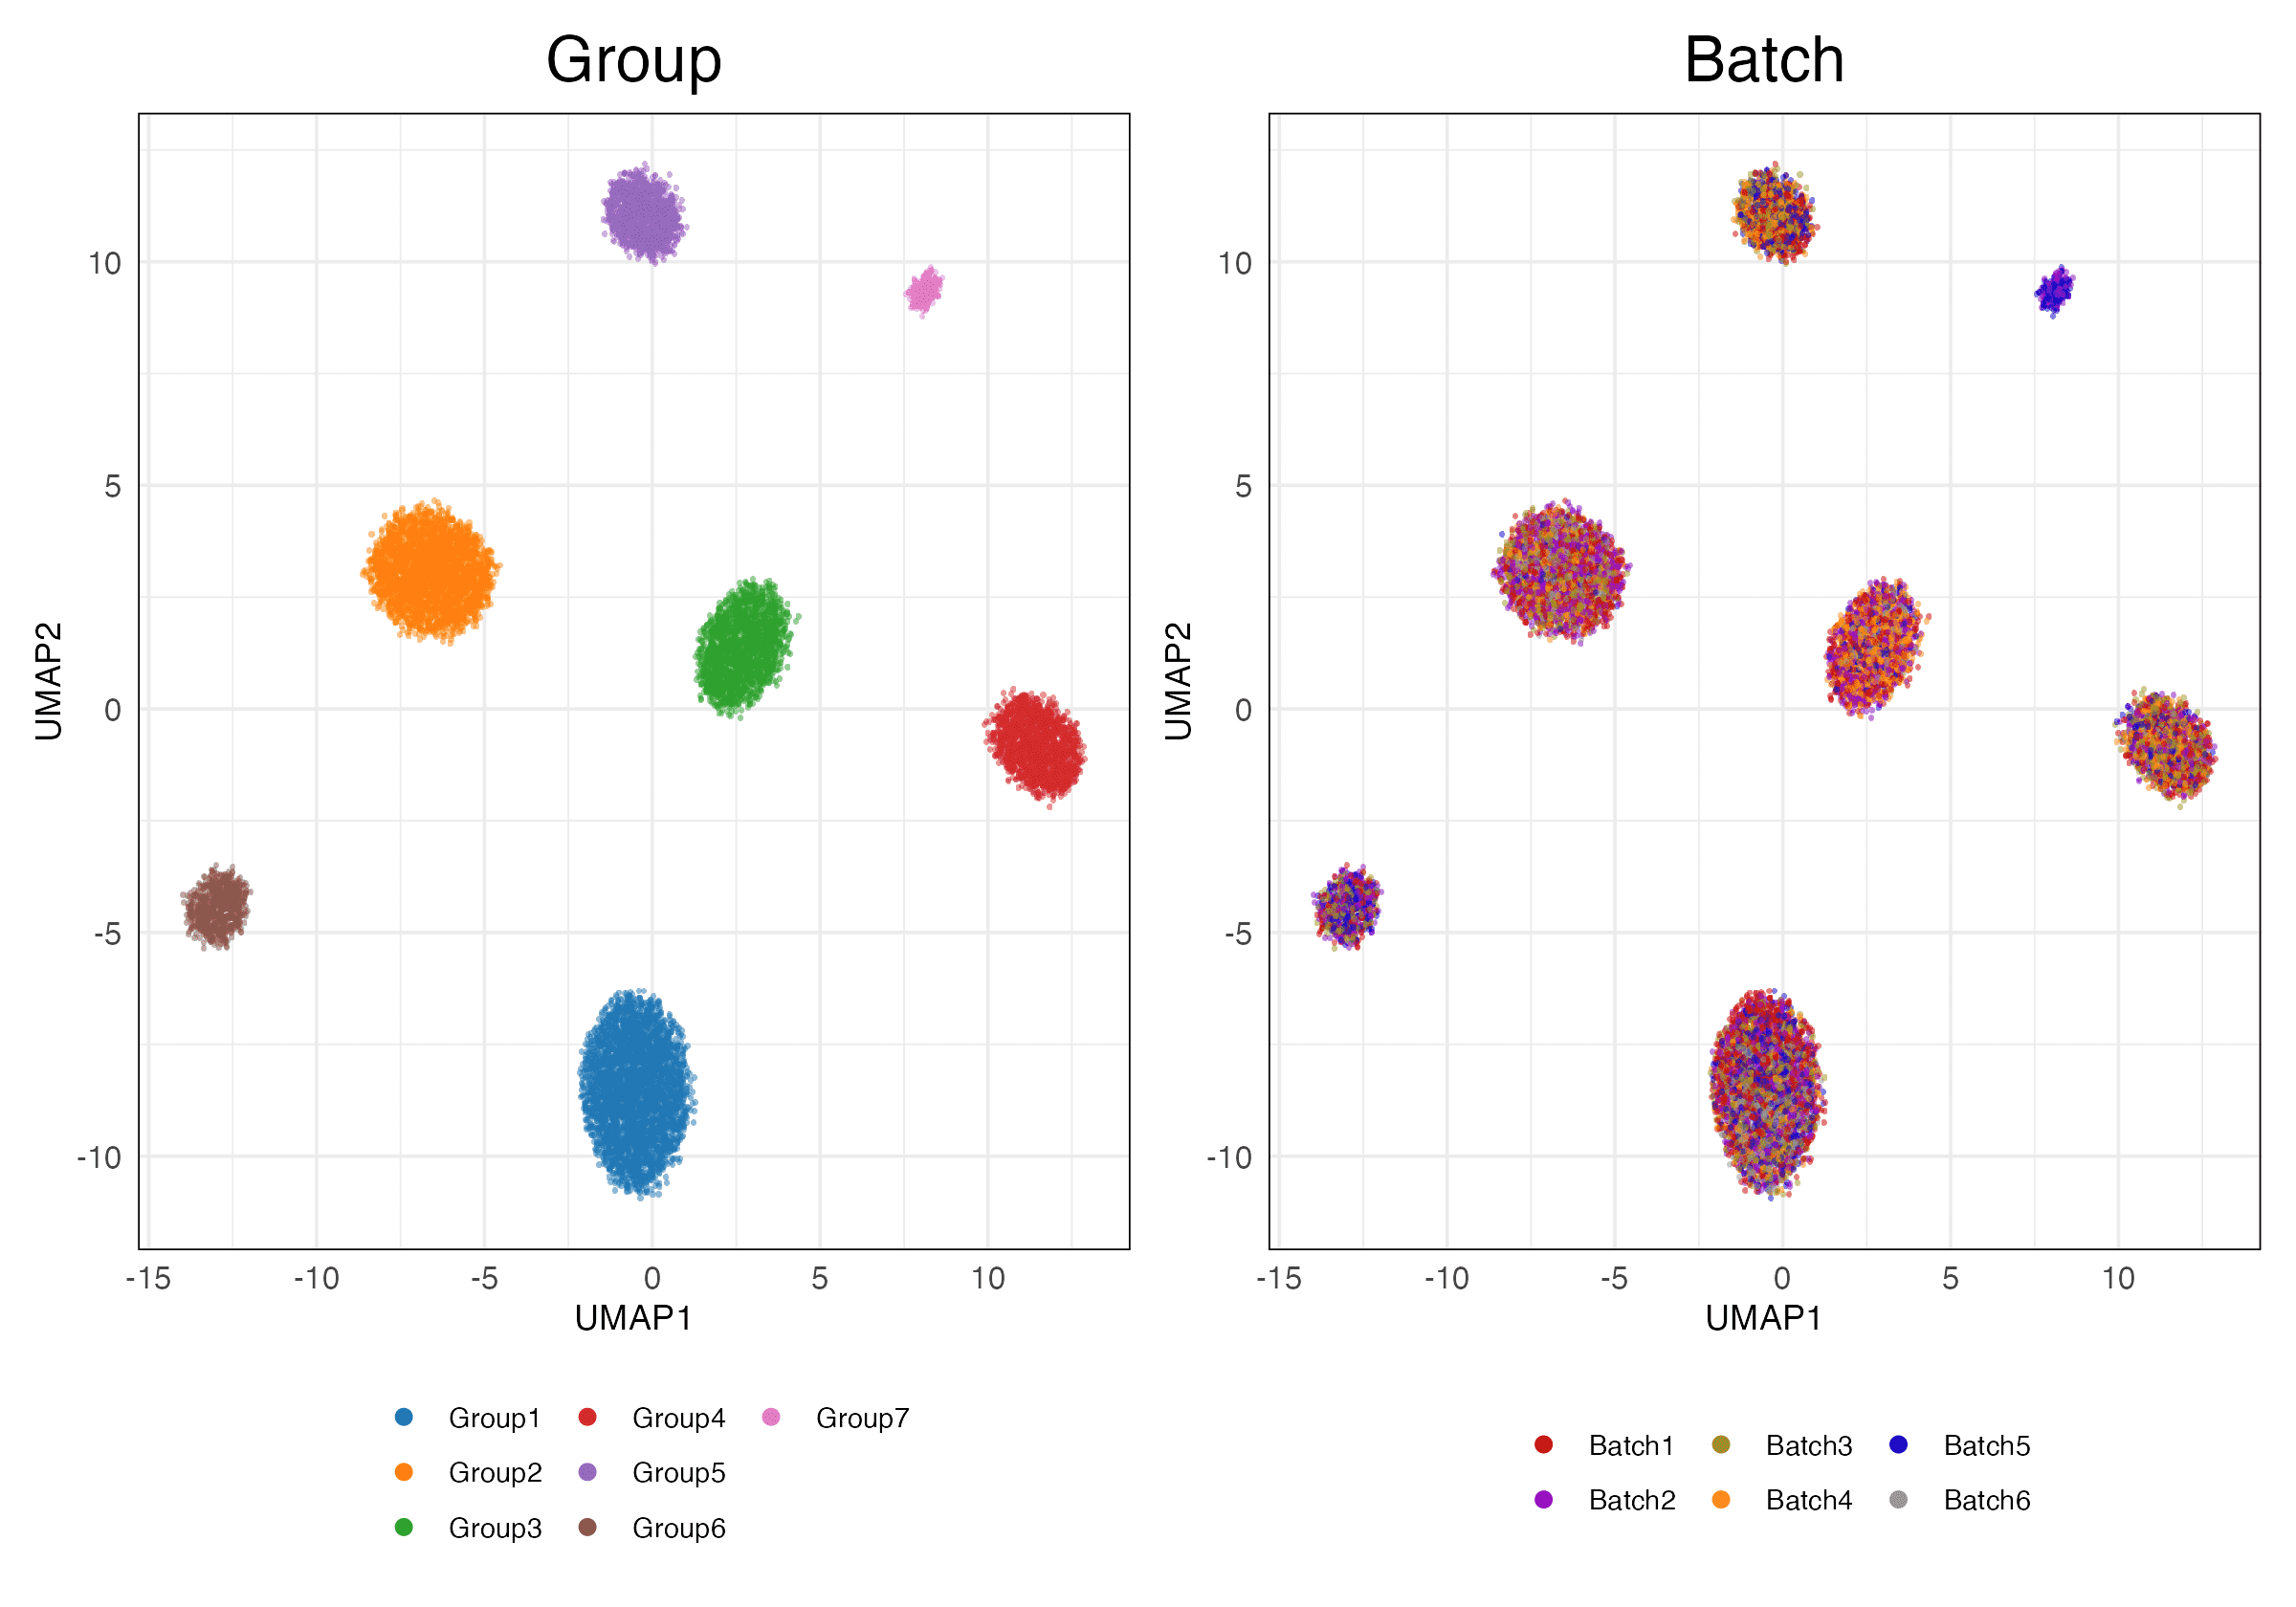 Group
Batch
UMAP2
10
5
0
-5
-10
-15 -10 -5 0 5 10
UMAP1
UMAP2
10
5
0
-5
-10
-15 -10 -5 0 5 10
UMAP1
Group1 Group4 Group7
Group2 Group5
Group3 Group6
Batch1 Batch3 Batch5
Batch2 Batch4 Batch6